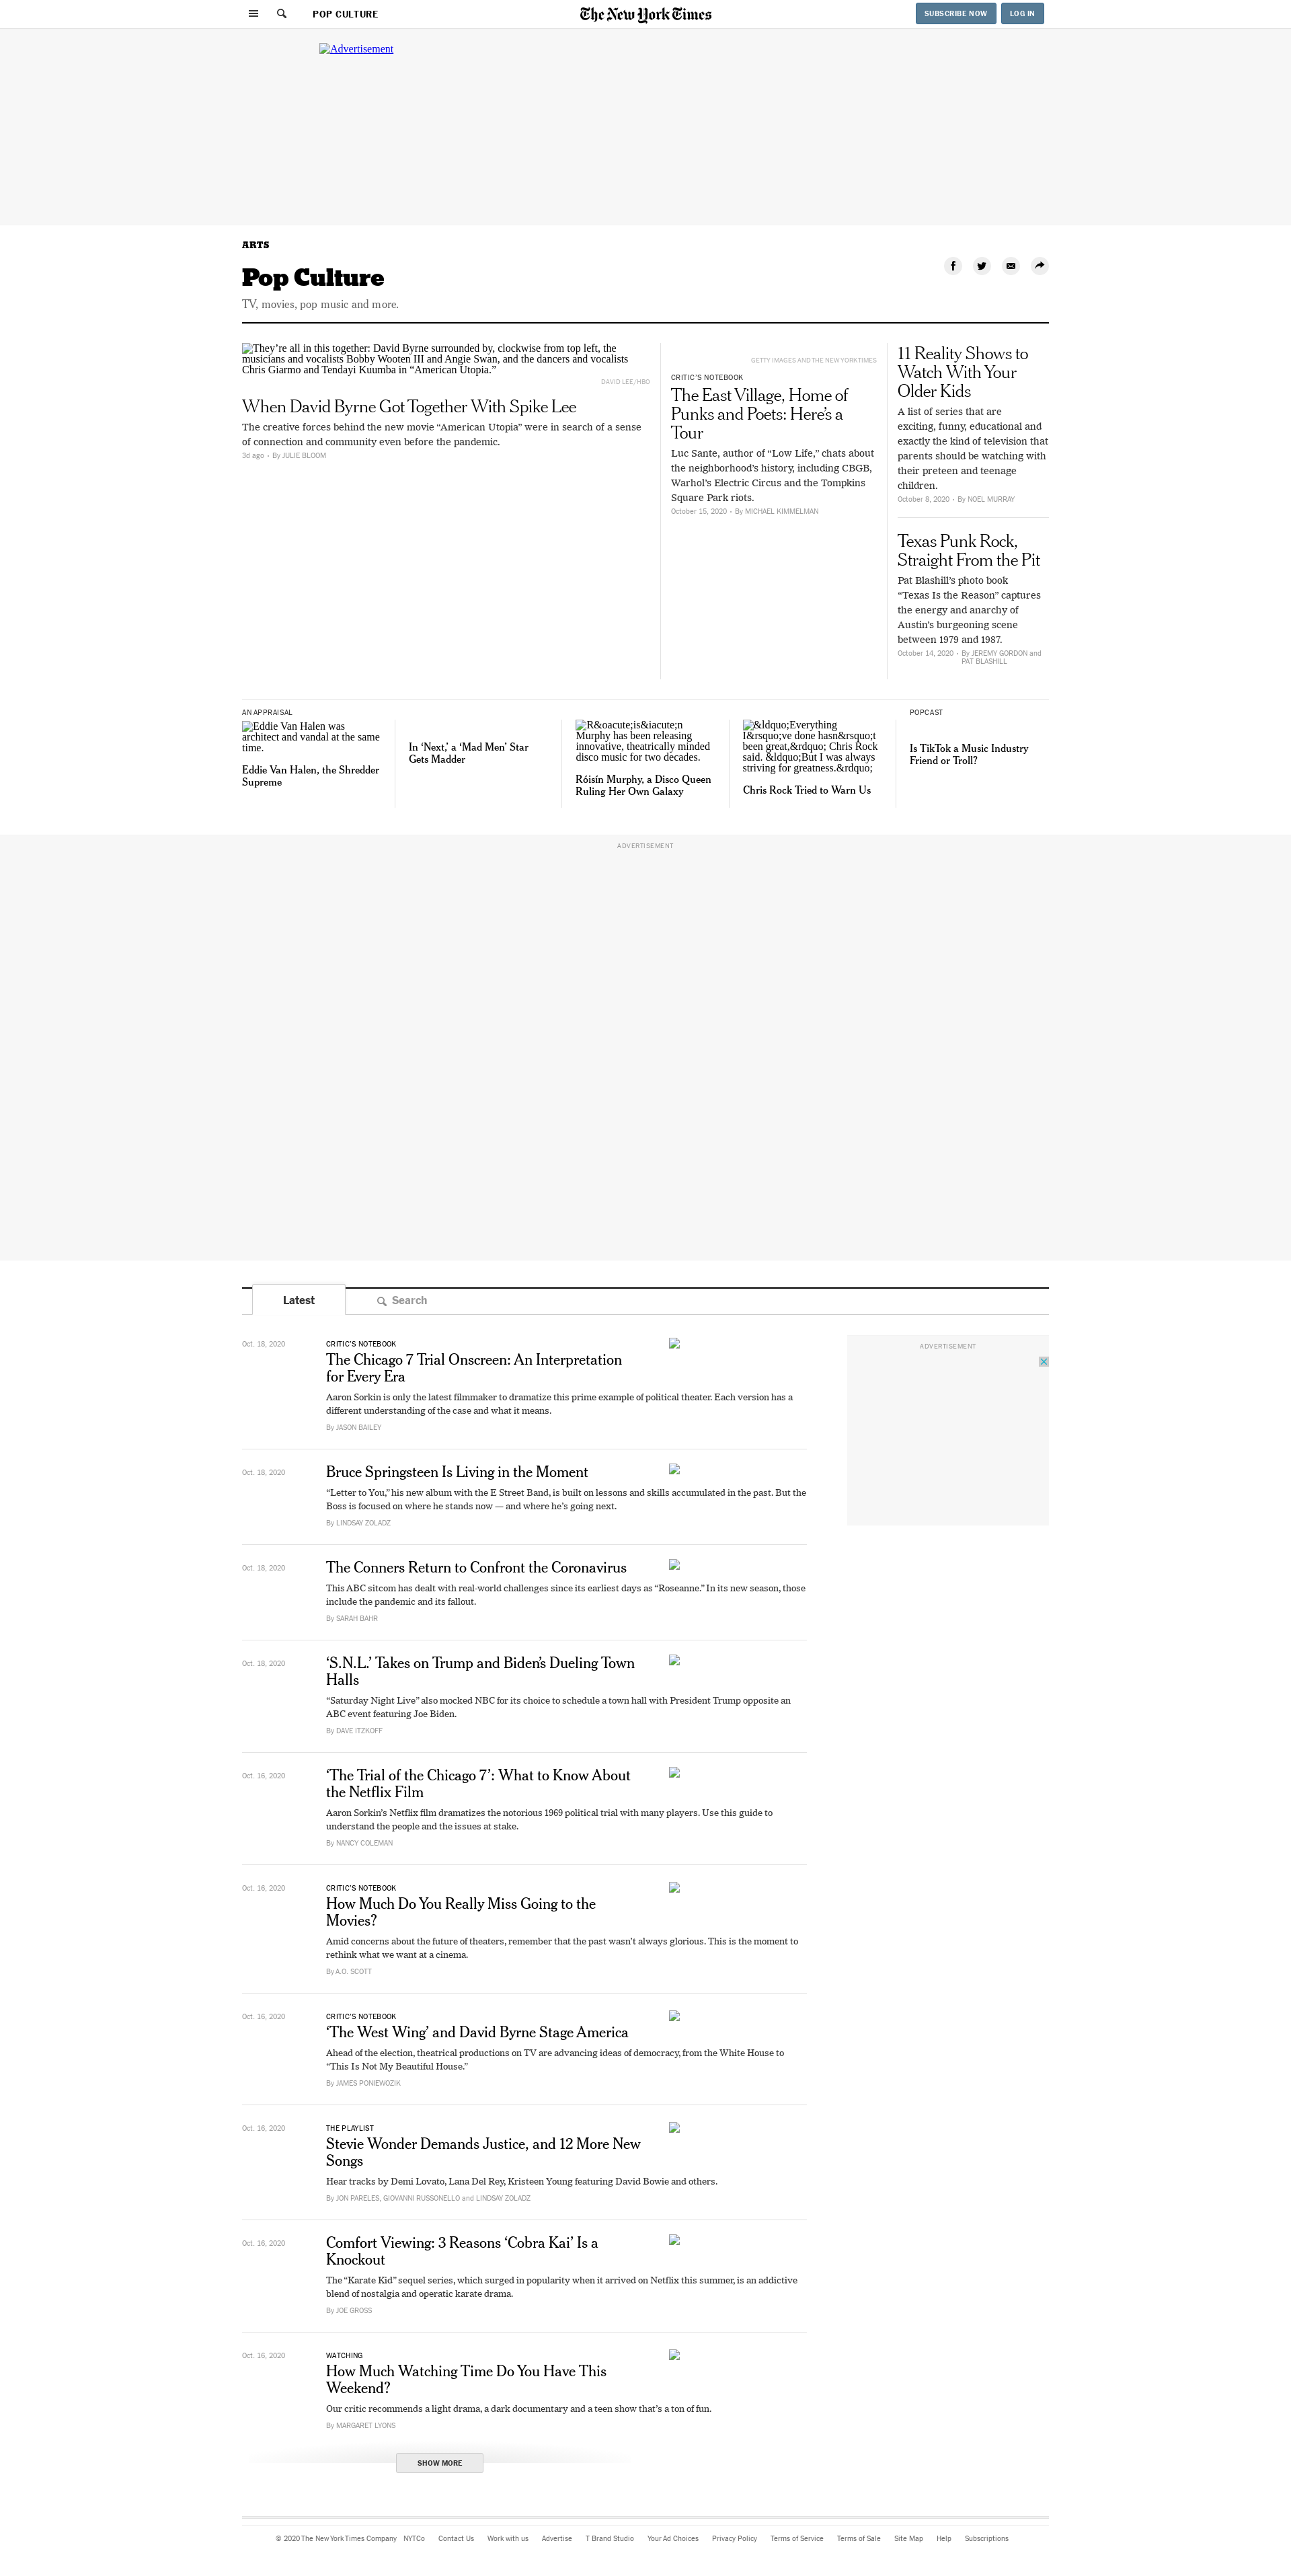 POP CULTURE
The New York Times
SUBSCRIBE NOW
LOG IN
Advertisement
ARTS
Pop Culture
TV, movies, pop music and more.
They’re all in this together: David Byrne surrounded by, clockwise from top left, the
musicians and vocalists Bobby Wooten III and Angie Swan, and the dancers and vocalists
Chris Giarmo and Tendayi Kuumba in “American Utopia.”
DAVID LEE/HBO
When David Byrne Got Together With Spike Lee
The creative forces behind the new movie “American Utopia” were in search of a sense
of connection and community even before the pandemic.
3d ago • By JULIE BLOOM
GETTY IMAGES AND THE NEW YORK TIMES
CRITIC’S NOTEBOOK
The East Village, Home of
Punks and Poets: Here’s a
Tour
Luc Sante, author of “Low Life,” chats about
the neighborhood’s history, including CBGB,
Warhol’s Electric Circus and the Tompkins
Square Park riots.
October 15, 2020 • By MICHAEL KIMMELMAN
11 Reality Shows to
Watch With Your
Older Kids
A list of series that are
exciting, funny, educational and
exactly the kind of television that
parents should be watching with
their preteen and teenage
children.
October 8, 2020 • By NOEL MURRAY
Texas Punk Rock,
Straight From the Pit
Pat Blashill’s photo book
“Texas Is the Reason” captures
the energy and anarchy of
Austin’s burgeoning scene
between 1979 and 1987.
October 14, 2020 • By JEREMY GORDON and
PAT BLASHILL
AN APPRAISAL
Eddie Van Halen was
architect and vandal at the same
time.
Eddie Van Halen, the Shredder
Supreme
In ‘Next,’ a ‘Mad Men’ Star
Gets Madder
R&oacute;is&iacute;n
Murphy has been releasing
innovative, theatrically minded
disco music for two decades.
Róisín Murphy, a Disco Queen
Ruling Her Own Galaxy
&ldquo;Everything
I&rsquo;ve done hasn&rsquo;t
been great,&rdquo; Chris Rock
said. &ldquo;But I was always
striving for greatness.&rdquo;
Chris Rock Tried to Warn Us
POPCAST
Is TikTok a Music Industry
Friend or Troll?
ADVERTISEMENT
Latest
Search
ADVERTISEMENT
Oct. 18, 2020
CRITIC’S NOTEBOOK
The Chicago 7 Trial Onscreen: An Interpretation
for Every Era
Aaron Sorkin is only the latest filmmaker to dramatize this prime example of political theater. Each version has a
different understanding of the case and what it means.
By JASON BAILEY
Oct. 18, 2020
Bruce Springsteen Is Living in the Moment
“Letter to You,” his new album with the E Street Band, is built on lessons and skills accumulated in the past. But the
Boss is focused on where he stands now — and where he’s going next.
By LINDSAY ZOLADZ
Oct. 18, 2020
The Conners Return to Confront the Coronavirus
This ABC sitcom has dealt with real-world challenges since its earliest days as “Roseanne.” In its new season, those
include the pandemic and its fallout.
By SARAH BAHR
Oct. 18, 2020
‘S.N.L.’ Takes on Trump and Biden’s Dueling Town
Halls
“Saturday Night Live” also mocked NBC for its choice to schedule a town hall with President Trump opposite an
ABC event featuring Joe Biden.
By DAVE ITZKOFF
Oct. 16, 2020
‘The Trial of the Chicago 7’: What to Know About
the Netflix Film
Aaron Sorkin’s Netflix film dramatizes the notorious 1969 political trial with many players. Use this guide to
understand the people and the issues at stake.
By NANCY COLEMAN
Oct. 16, 2020
CRITIC’S NOTEBOOK
How Much Do You Really Miss Going to the
Movies?
Amid concerns about the future of theaters, remember that the past wasn’t always glorious. This is the moment to
rethink what we want at a cinema.
By A.O. SCOTT
Oct. 16, 2020
CRITIC’S NOTEBOOK
‘The West Wing’ and David Byrne Stage America
Ahead of the election, theatrical productions on TV are advancing ideas of democracy, from the White House to
“This Is Not My Beautiful House.”
By JAMES PONIEWOZIK
Oct. 16, 2020
THE PLAYLIST
Stevie Wonder Demands Justice, and 12 More New
Songs
Hear tracks by Demi Lovato, Lana Del Rey, Kristeen Young featuring David Bowie and others.
By JON PARELES, GIOVANNI RUSSONELLO and LINDSAY ZOLADZ
Oct. 16, 2020
Comfort Viewing: 3 Reasons ‘Cobra Kai’ Is a
Knockout
The “Karate Kid” sequel series, which surged in popularity when it arrived on Netflix this summer, is an addictive
blend of nostalgia and operatic karate drama.
By JOE GROSS
Oct. 16, 2020
WATCHING
How Much Watching Time Do You Have This
Weekend?
Our critic recommends a light drama, a dark documentary and a teen show that’s a ton of fun.
By MARGARET LYONS
SHOW MORE
© 2020 The New York Times Company NYTCo Contact Us Work with us Advertise T Brand Studio Your Ad Choices Privacy Policy Terms of Service Terms of Sale Site Map Help Subscriptions